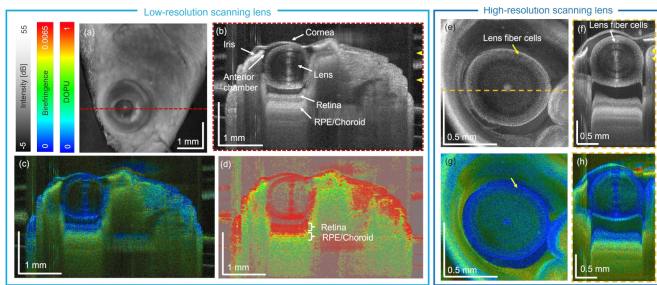 Low-resolution scanning lens
High-resolution scanning lens
55
Intensity [dB]
-5
0.0065
Birefringence
0
1
DOPU
0
(a)
1 mm
(b)
Cornea
Iris
Anterior
chamber
Lens
Retina
RPE/Choroid
1 mm
(c)
1 mm
(d)
Retina
RPE/Choroid
1 mm
(e)
Lens fiber cells
0.5 mm
(f)
Lens fiber cells
0.5 mm
(g)
0.5 mm
(h)
0.5 mm